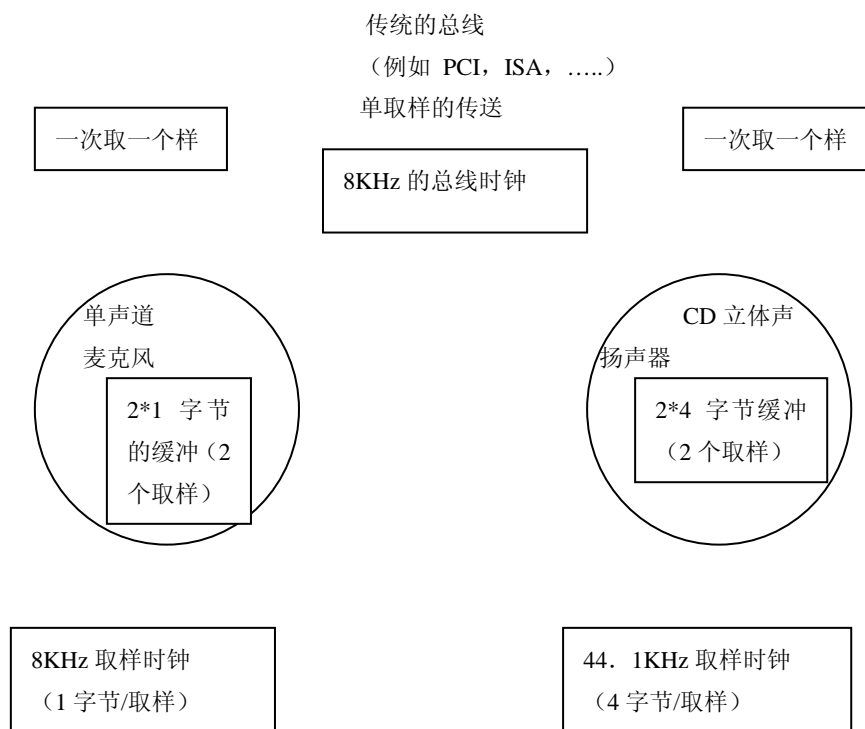 传统的总线
（例如 PCI，ISA，…..）
单取样的传送
一次取一个样
一次取一个样
8KHz 的总线时钟
单声道
麦克风
2*1 字节
的缓冲（2
个取样）
CD 立体声
扬声器
2*4 字节缓冲
（2 个取样）
8KHz 取样时钟
（1 字节/取样）
44．1KHz 取样时钟
（4 字节/取样）